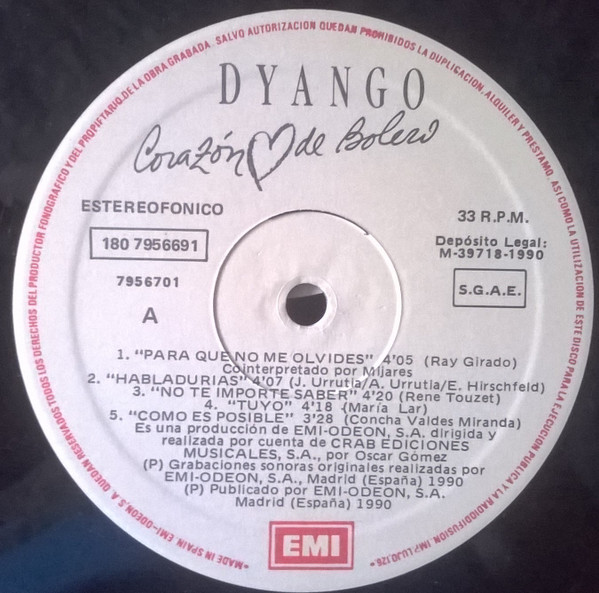 DYANGO
Corazón de Bolero
ESTEREOFONICO
33 R.P.M.
180 7956691
Depósito Legal:
M-39718-1990
7956701
S.G.A.E.
A
1. "PARA QUE NO ME OLVIDES" 4'05 (Ray Girado)
Cointerpretado por Mijares
2. "HABLADURIAS" 4'07 (J. Urrutia/A. Urrutia/E. Hirschfeld)
3. "NO TE IMPORTE SABER" 4'20 (Rene Touzet)
4. "TUYO" 4'18 (María Lar)
5. "COMO ES POSIBLE" 3'28 (Concha Valdes Miranda)
Es una producción de EMI-ODEON, S.A. dirigida y
realizada por cuenta de CRAB EDICIONES
MUSICALES, S.A., por Oscar Gómez
(P) Grabaciones sonoras originales realizadas por
EMI-ODEON, S.A., Madrid (España) 1990
(P) Publicado por EMI-ODEON, S.A.
Madrid (España) 1990
EMI
* MADE IN SPAIN. EMI-ODEON, S. A. QUEDAN RESERVADOS TODOS LOS DERECHOS DEL PRODUCTOR FONOGRAFICO Y DEL PROPIFTARIO DE LA OBRA GRABADA. SALVO AUTORIZACION QUEDAN PROHIBIDOS LA DUPLICACION, ALQUILER Y PRESTAMO, ASI COMO LA UTILIZACION DE ESTE DISCO PARA LA EJECUCION PUBLICA Y LA RADIODIFUSION. IMP. LUJO,126 *